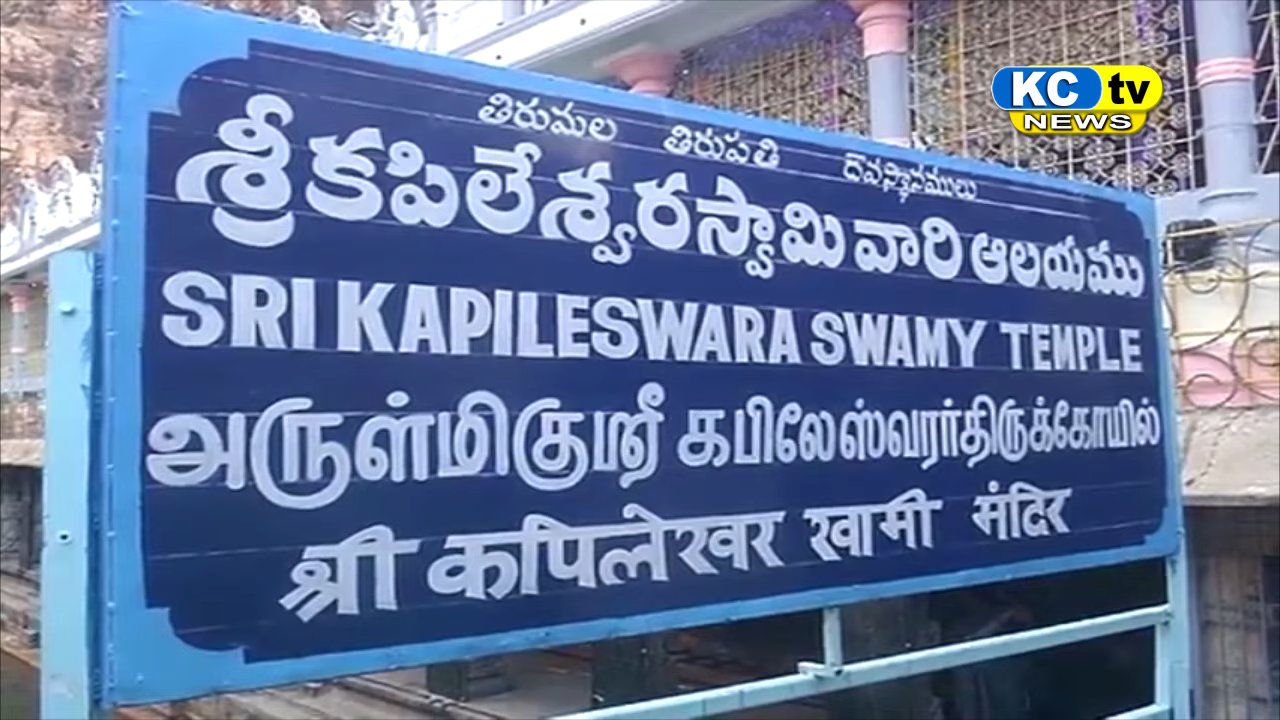 తిరుమల తిరుపతి దేవస్థానములు
శ్రీకపిలేశ్వరస్వామి వారి ఆలయము
SRI KAPILESWARA SWAMY TEMPLE
அருள்மிகு ஸ்ரீ கபிலேஸ்வரர்திருக்கோயில்
श्री कपिलेश्वर स्वामी मंदिर
KC tv
NEWS